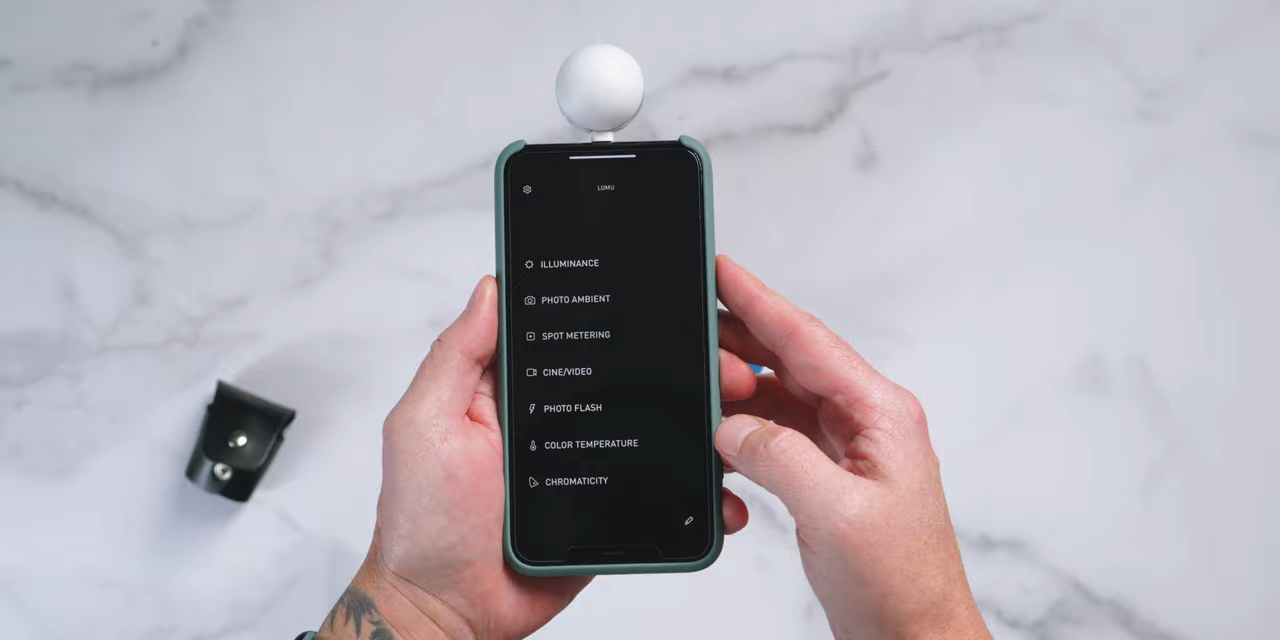 LUMU
ILLUMINANCE
PHOTO AMBIENT
SPOT METERING
CINE/VIDEO
PHOTO FLASH
COLOR TEMPERATURE
CHROMATICITY